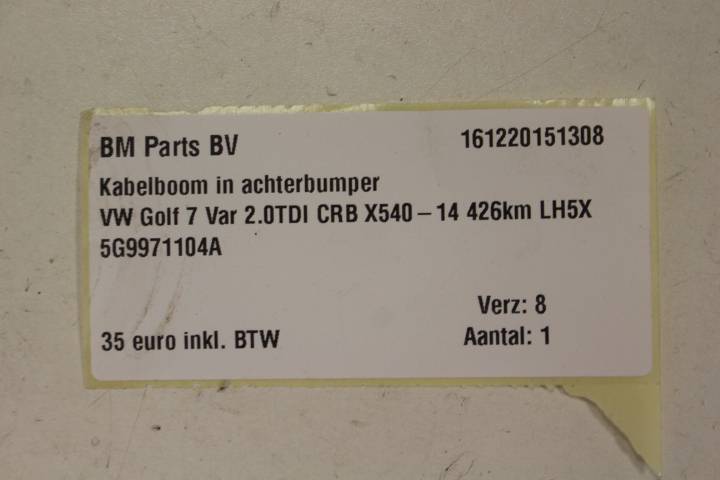 BM Parts BV 161220151308
Kabelboom in achterbumper
VW Golf 7 Var 2.0TDI CRB X540 – 14 426km LH5X
5G9971104A
Verz: 8
35 euro inkl. BTW Aantal: 1